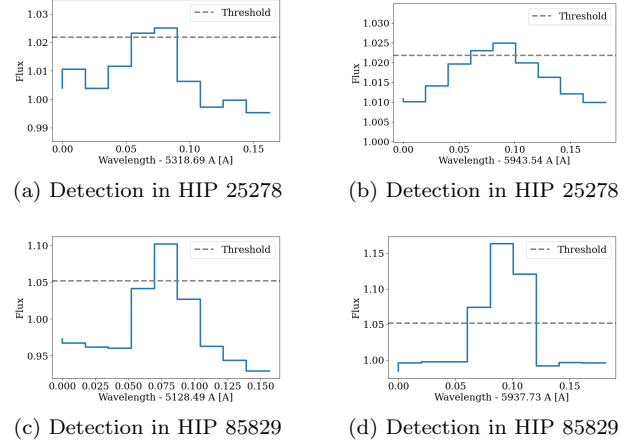 1.03
1.02
1.01
1.00
0.99
Flux
Threshold
0.00 0.05 0.10 0.15
Wavelength - 5318.69 A [A]
(a) Detection in HIP 25278
1.030
1.025
1.020
1.015
1.010
1.005
1.000
Flux
Threshold
0.00 0.05 0.10 0.15
Wavelength - 5943.54 A [A]
(b) Detection in HIP 25278
1.10
1.05
1.00
0.95
Flux
Threshold
0.000 0.025 0.050 0.075 0.100 0.125 0.150
Wavelength - 5128.49 A [A]
(c) Detection in HIP 85829
1.15
1.10
1.05
1.00
Flux
Threshold
0.00 0.05 0.10 0.15
Wavelength - 5937.73 A [A]
(d) Detection in HIP 85829